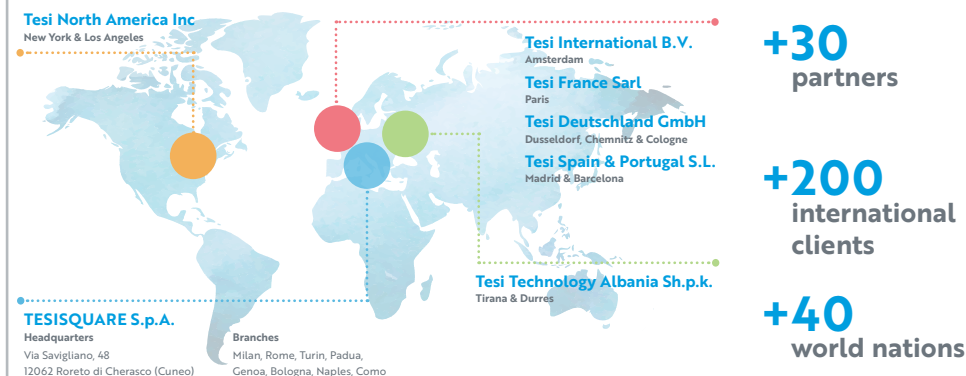 Tesi North America Inc
New York & Los Angeles
Tesi International B.V.
Amsterdam
Tesi France Sarl
Paris
Tesi Deutschland GmbH
Dusseldorf, Chemnitz & Cologne
Tesi Spain & Portugal S.L.
Madrid & Barcelona
Tesi Technology Albania Sh.p.k.
Tirana & Durres
TESISQUARE S.p.A.
Headquarters
Via Savigliano, 48
12062 Roreto di Cherasco (Cuneo)
Branches
Milan, Rome, Turin, Padua,
Genoa, Bologna, Naples, Como
+30
partners
+200
international
clients
+40
world nations